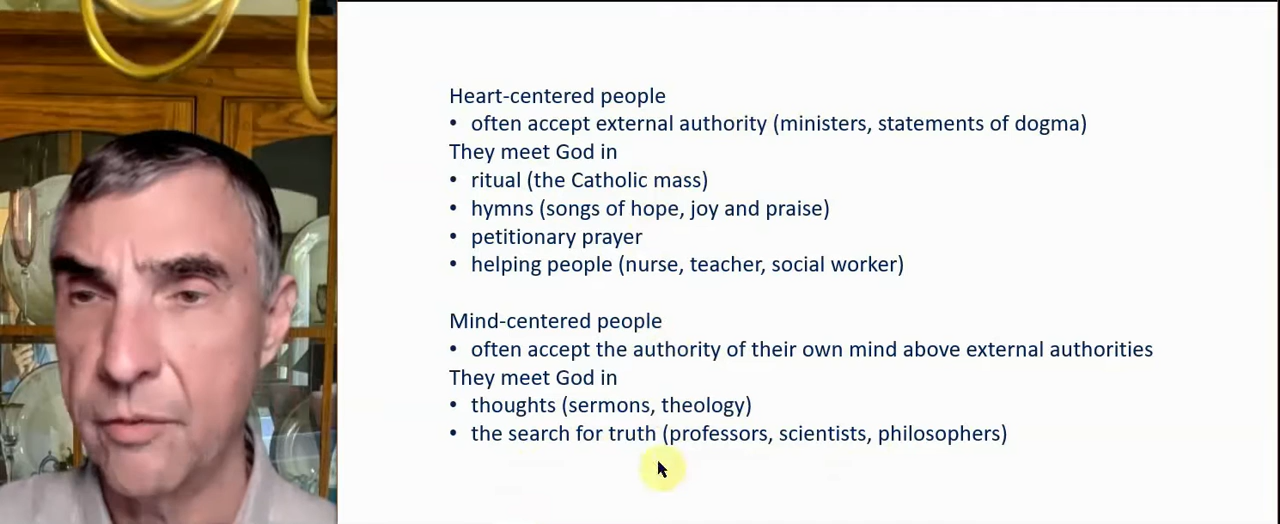 Heart-centered people
• often accept external authority (ministers, statements of dogma)
They meet God in
• ritual (the Catholic mass)
• hymns (songs of hope, joy and praise)
• petitionary prayer
• helping people (nurse, teacher, social worker)
Mind-centered people
• often accept the authority of their own mind above external authorities
They meet God in
• thoughts (sermons, theology)
• the search for truth (professors, scientists, philosophers)